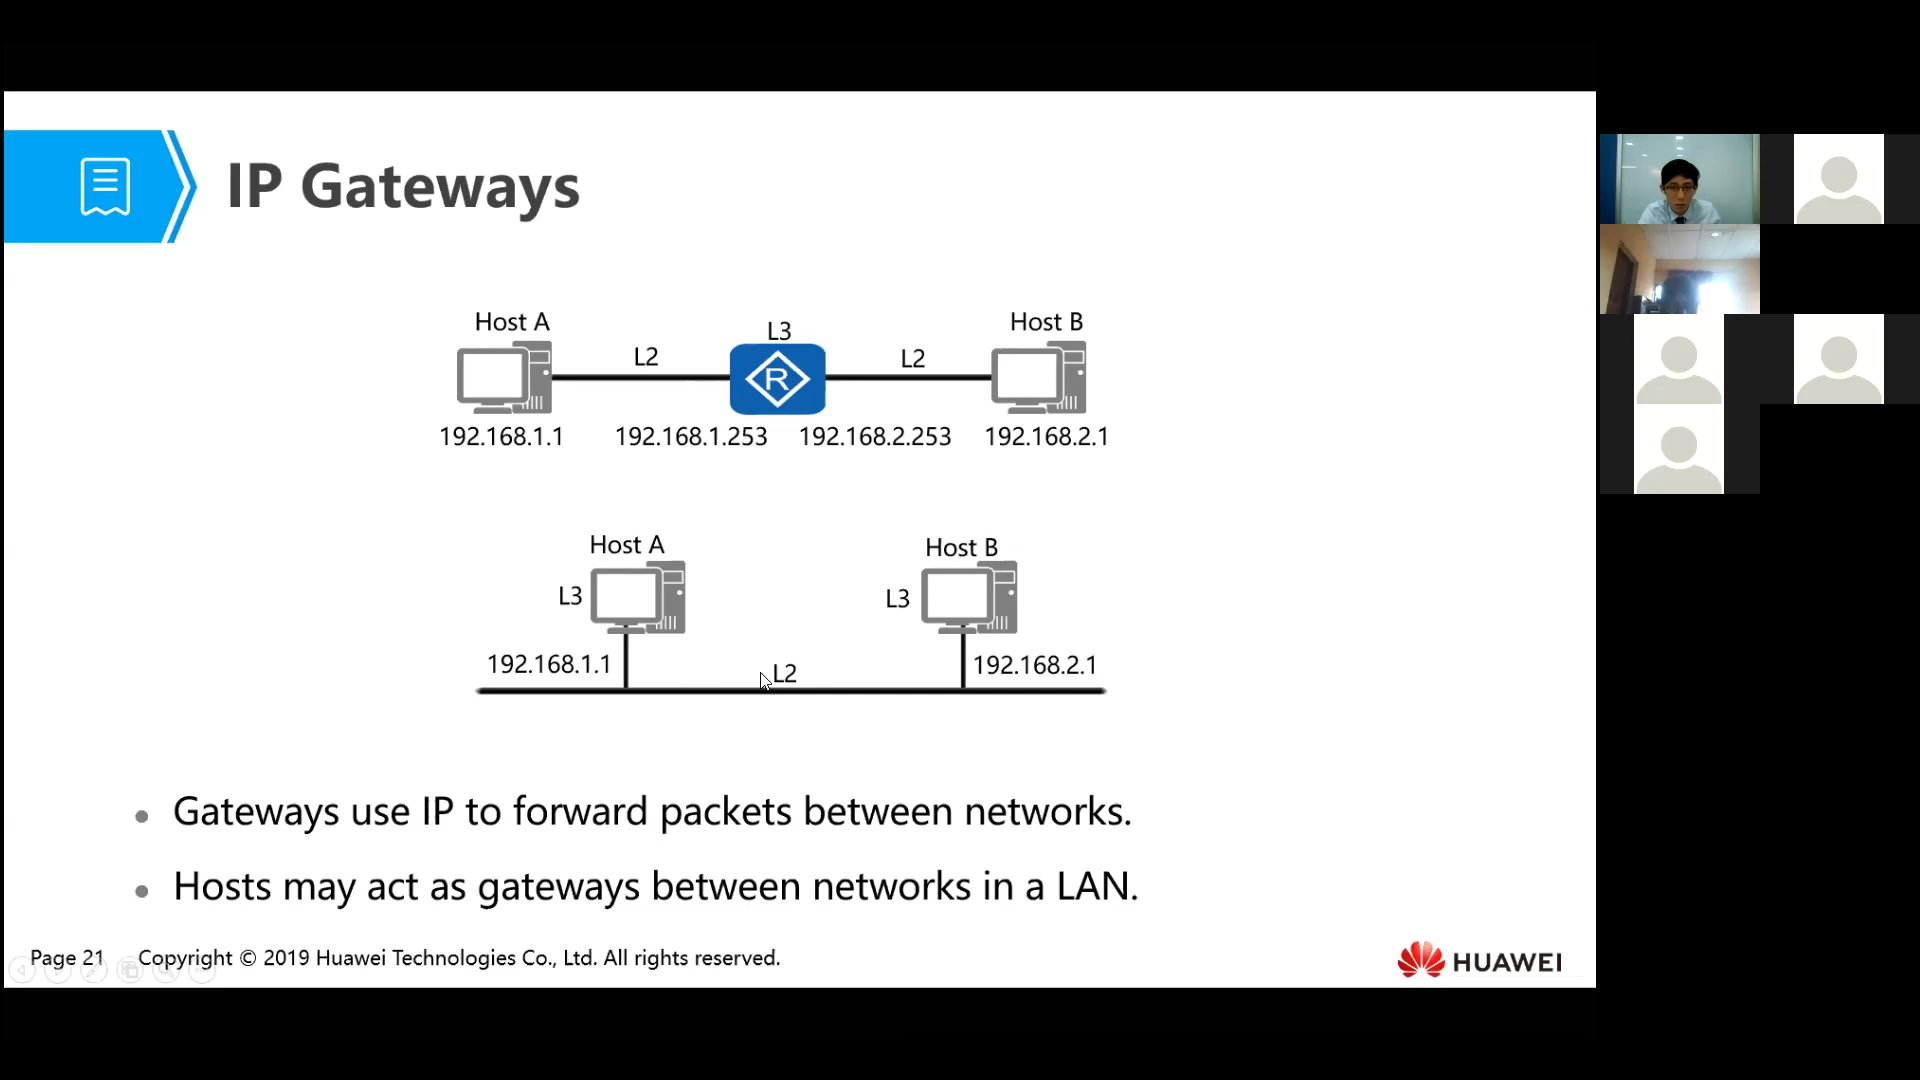 IP Gateways
Host A
L2
L3
R
L2
Host B
192.168.1.1
192.168.1.253
192.168.2.253
192.168.2.1
Host A
Host B
L3
L3
192.168.1.1
L2
192.168.2.1
Gateways use IP to forward packets between networks.
Hosts may act as gateways between networks in a LAN.
Page 21 Copyright © 2019 Huawei Technologies Co., Ltd. All rights reserved.
HUAWEI